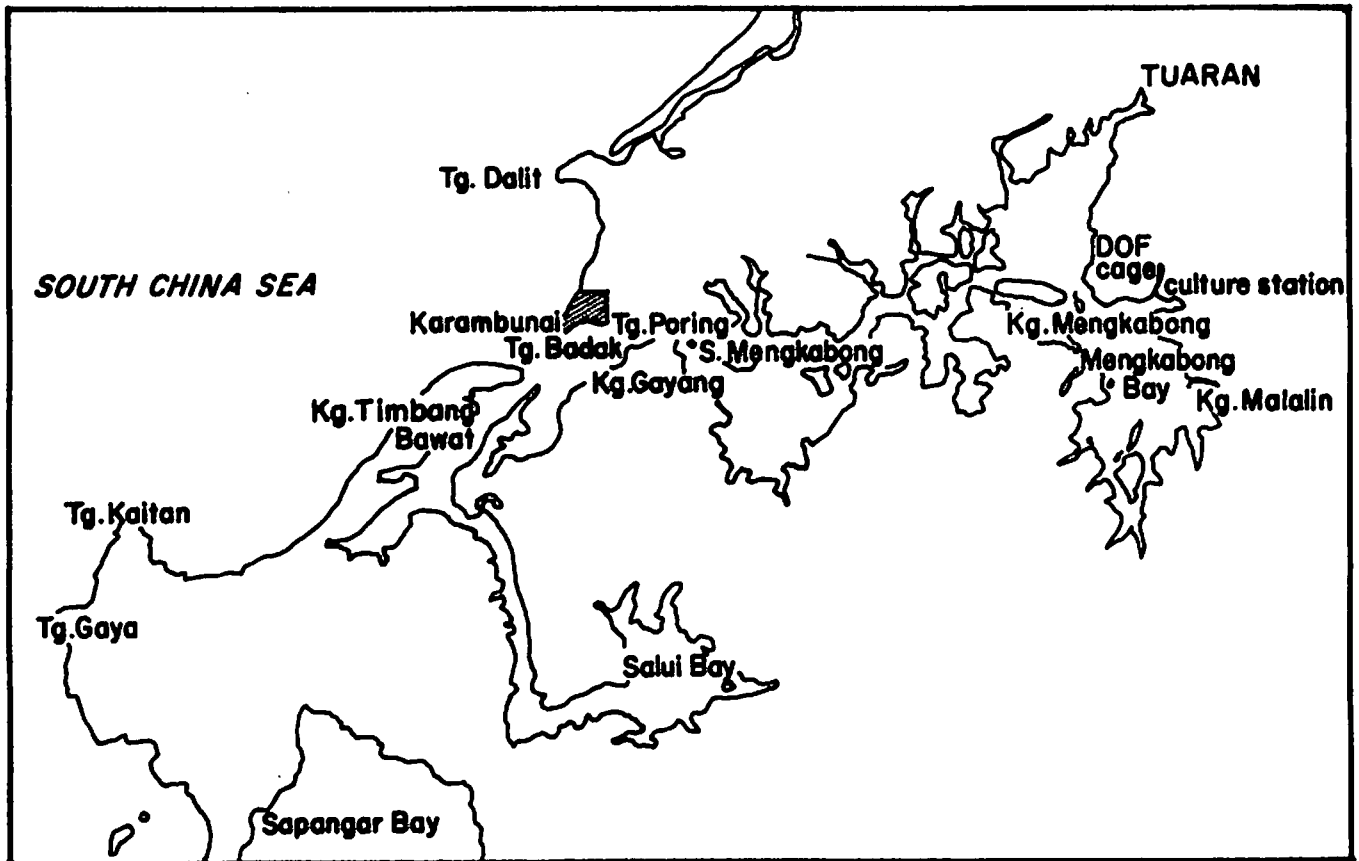 TUARAN
Tg. Dalit
SOUTH CHINA SEA
DOF
cage
culture station
Karambunai
Tg. Poring
Kg. Mengkabong
Tg. Badak
S. Mengkabong
Mengkabong
Bay
Kg. Gayang
Kg. Malalin
Kg. Timbang
Bawat
Tg. Kaitan
Tg. Gaya
Salui Bay
Sapangar Bay